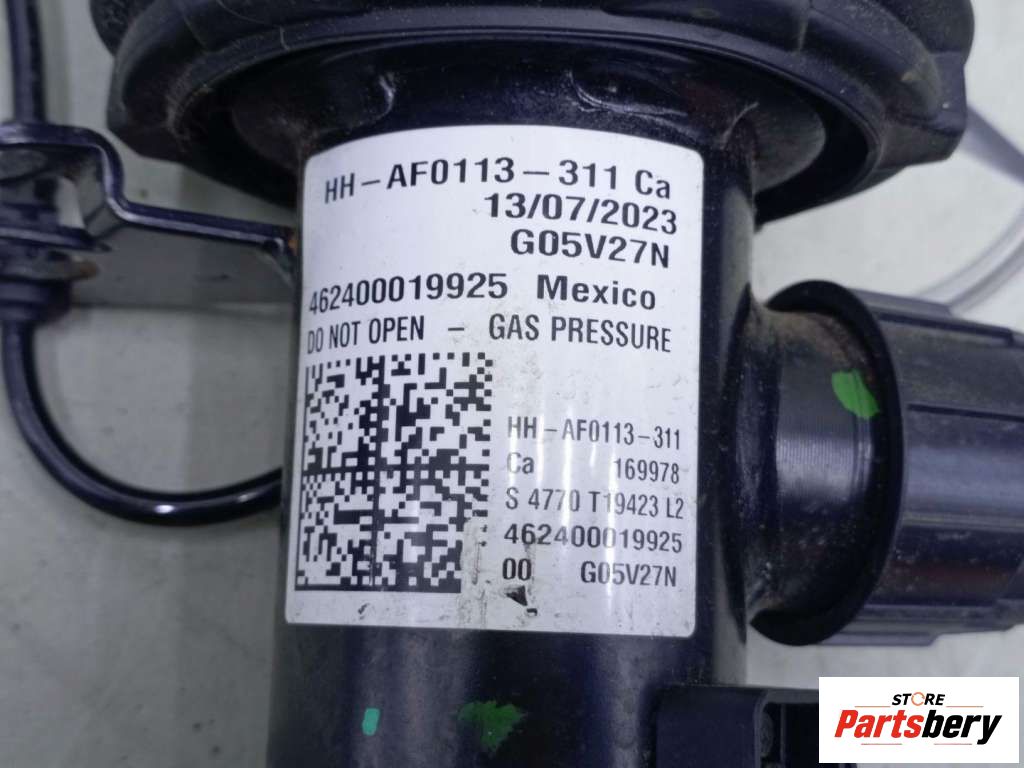 HH-AF0113-311 Ca
13/07/2023
G05V27N
462400019925 Mexico
DO NOT OPEN - GAS PRESSURE
HH-AF0113-311
Ca 169978
S 4770 T19423 L2
462400019925
00 G05V27N
STORE
Partsbery